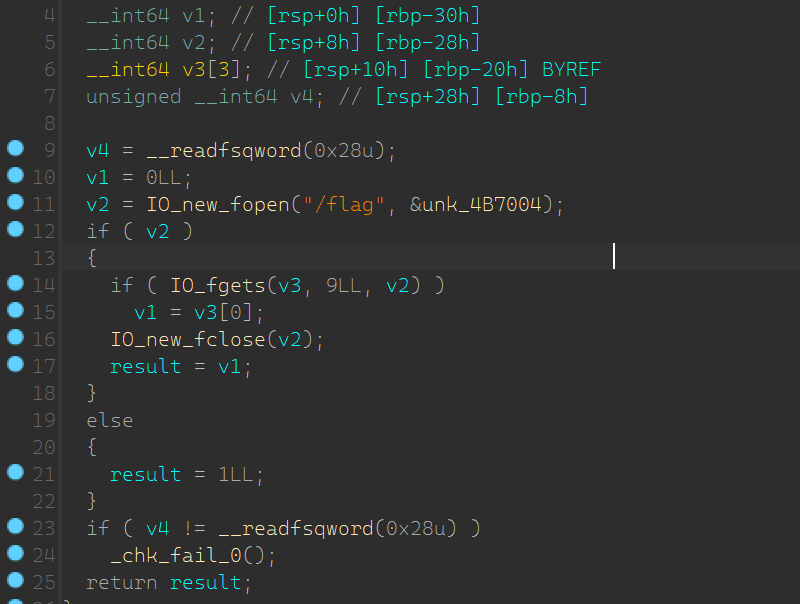 4 __int64 v1; // [rsp+0h] [rbp-30h]
5 __int64 v2; // [rsp+8h] [rbp-28h]
6 __int64 v3[3]; // [rsp+10h] [rbp-20h] BYREF
7 unsigned __int64 v4; // [rsp+28h] [rbp-8h]
8
9 v4 = __readfsqword(0x28u);
10 v1 = 0LL;
11 v2 = IO_new_fopen("/flag", &unk_4B7004);
12 if ( v2 )
13 {
14 if ( IO_fgets(v3, 9LL, v2) )
15 v1 = v3[0];
16 IO_new_fclose(v2);
17 result = v1;
18 }
19 else
20 {
21 result = 1LL;
22 }
23 if ( v4 != __readfsqword(0x28u) )
24 _chk_fail_0();
25 return result;